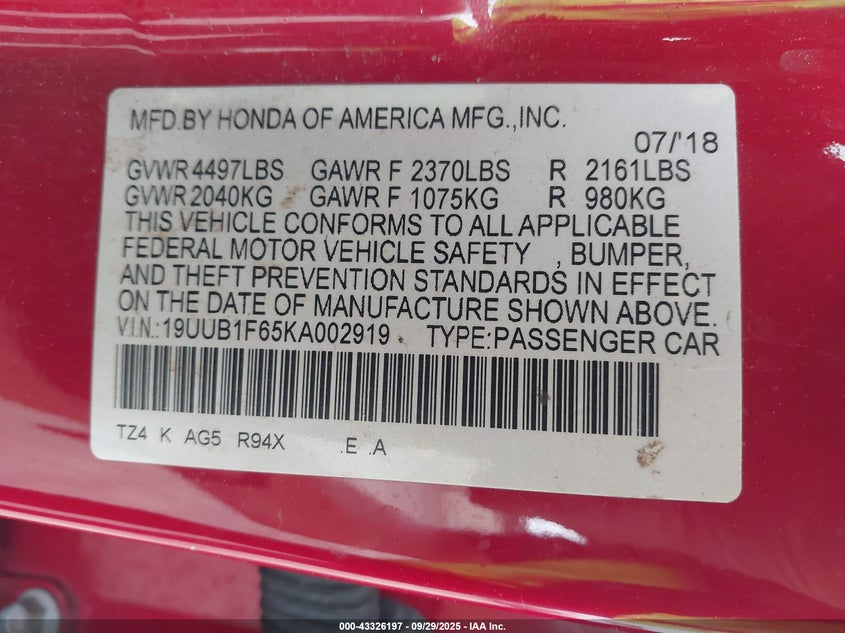 MFD.BY HONDA OF AMERICA MFG.,INC.
07/'18
GVWR 4497LBS GAWR F 2370LBS R 2161LBS
GVWR 2040KG GAWR F 1075KG R 980KG
THIS VEHICLE CONFORMS TO ALL APPLICABLE
FEDERAL MOTOR VEHICLE SAFETY , BUMPER,
AND THEFT PREVENTION STANDARDS IN EFFECT
ON THE DATE OF MANUFACTURE SHOWN ABOVE.
V.I.N.:19UUB1F65KA002919 TYPE:PASSENGER CAR
TZ4 K AG5 R94X .E .A
000-43326197 - 09/29/2025 - IAA Inc.